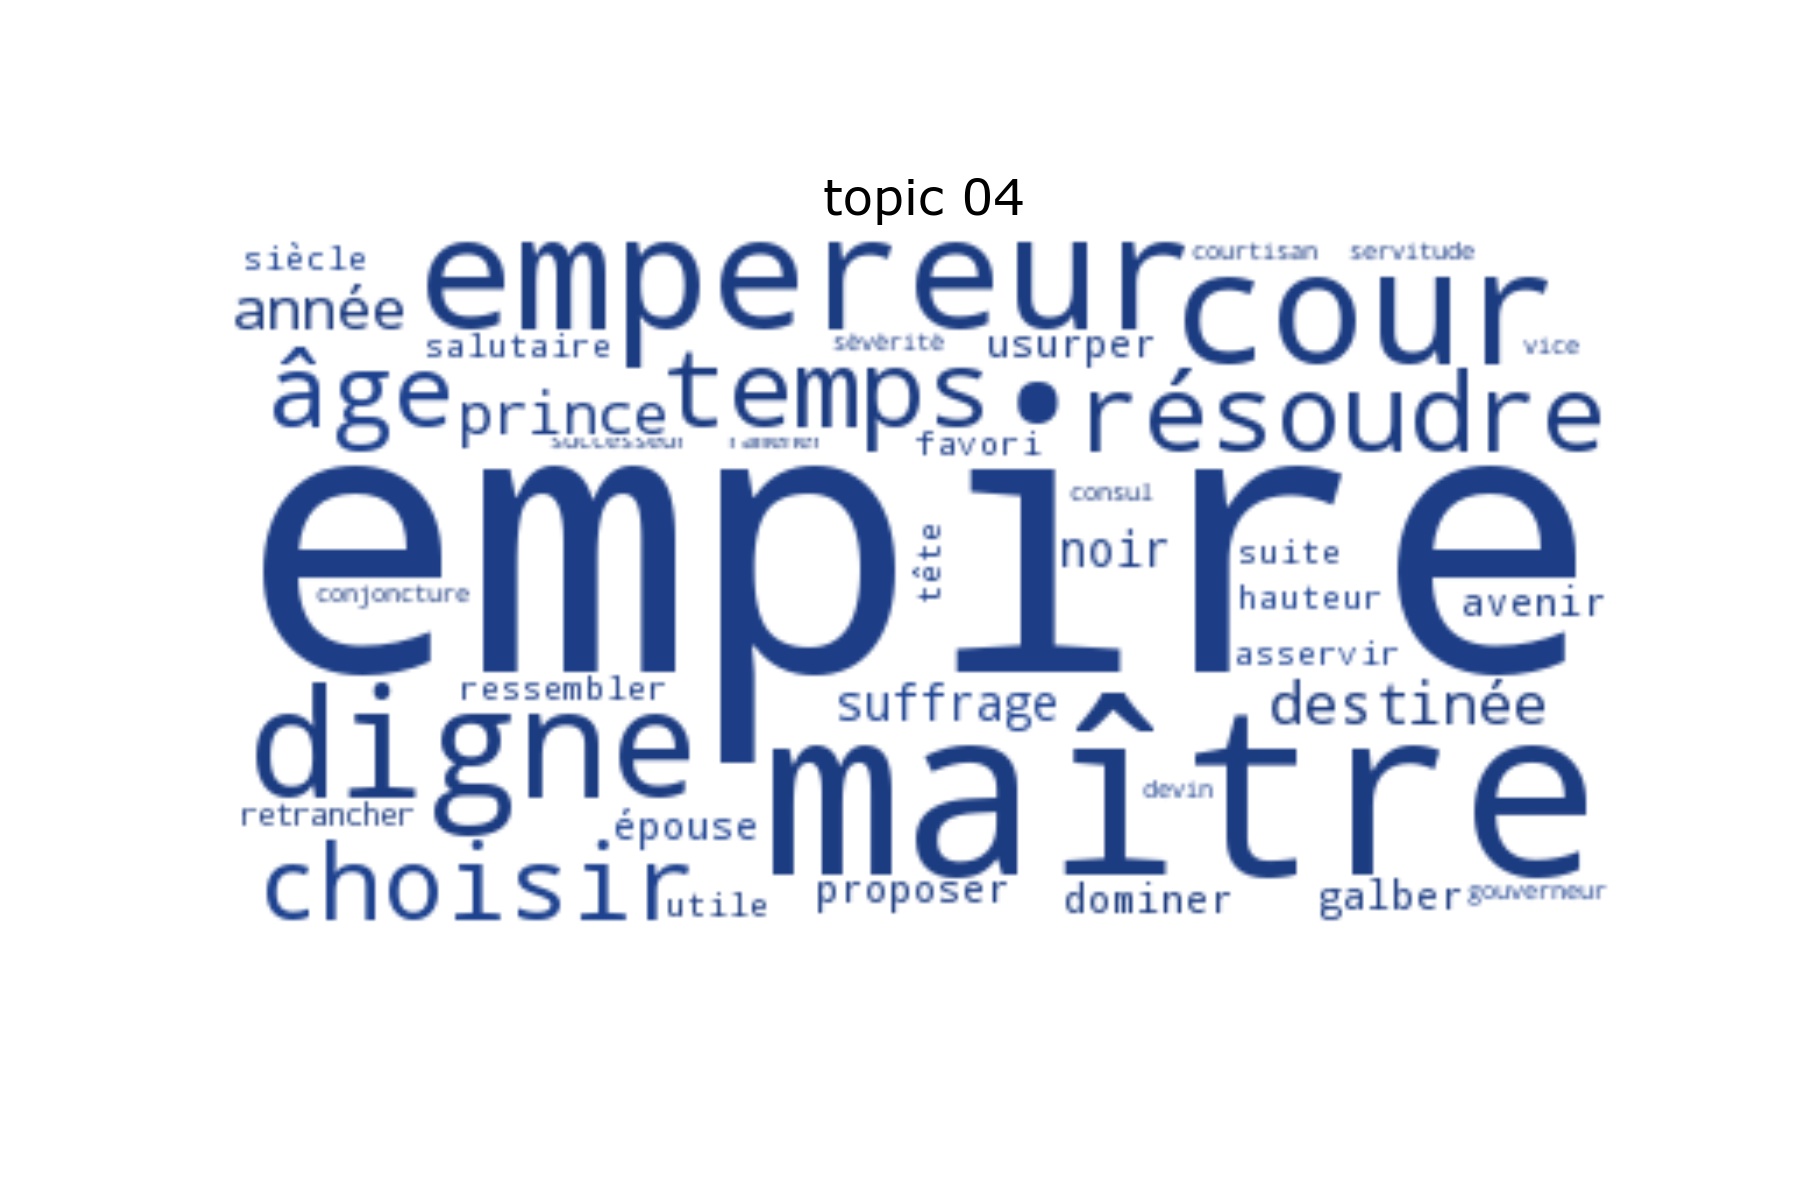 topic 04
siècle
empereur
courtisan
servitude
année
cour
salutaire
sévérité
usurper
vice
âge
prince
temps
résoudre
successeur
ramener
favori
empire
consul
tête
noir
suite
conjoncture
hauteur
avenir
asservir
ressembler
suffrage
destinée
digne
maître
devin
retrancher
épouse
choisir
utile
proposer
dominer
galber
gouverneur